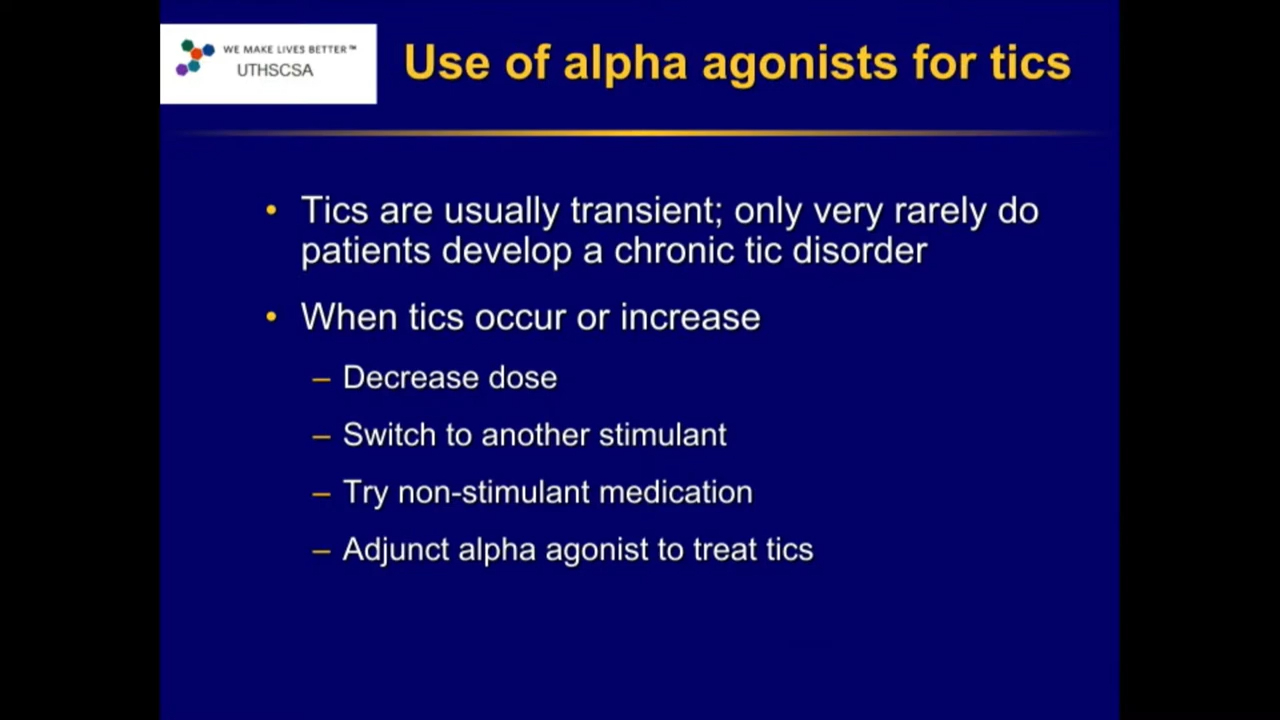 WE MAKE LIVES BETTER™
UTHSCSA
Use of alpha agonists for tics
• Tics are usually transient; only very rarely do
patients develop a chronic tic disorder
• When tics occur or increase
– Decrease dose
– Switch to another stimulant
– Try non-stimulant medication
– Adjunct alpha agonist to treat tics